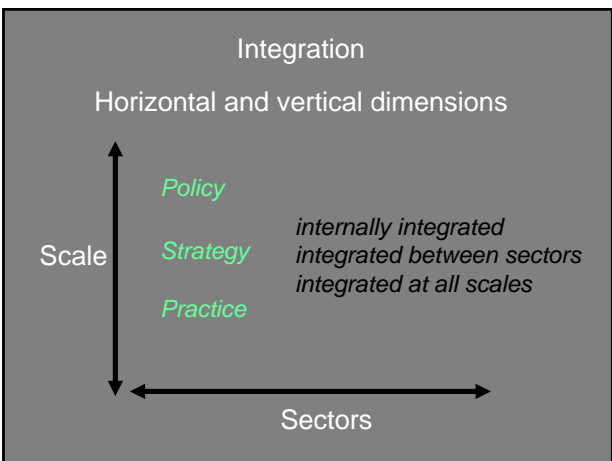 Integration
Horizontal and vertical dimensions
Policy
Scale
Strategy
Practice
internally integrated
integrated between sectors
integrated at all scales
Sectors